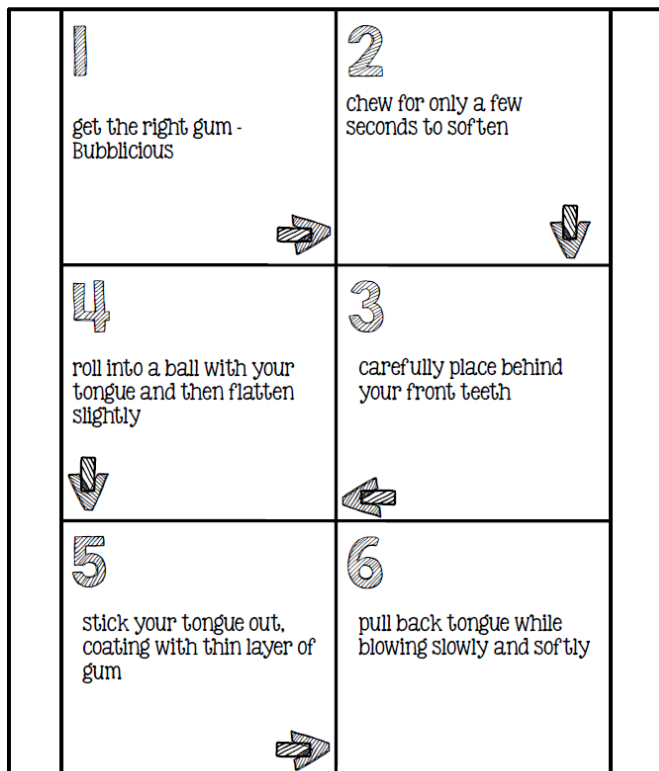 1
get the right gum -
Bubblicious
2
chew for only a few
seconds to soften
3
carefully place behind
your front teeth
4
roll into a ball with your
tongue and then flatten
slightly
5
stick your tongue out,
coating with thin layer of
gum
6
pull back tongue while
blowing slowly and softly